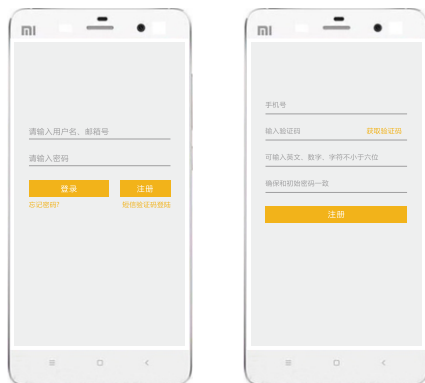 MI
请输入用户名、邮箱号
请输入密码
登录 注册
忘记密码? 短信验证码登陆
MI
手机号
输入验证码 获取验证码
可输入英文、数字、字符不小于六位
确保和初始密码一致
注册